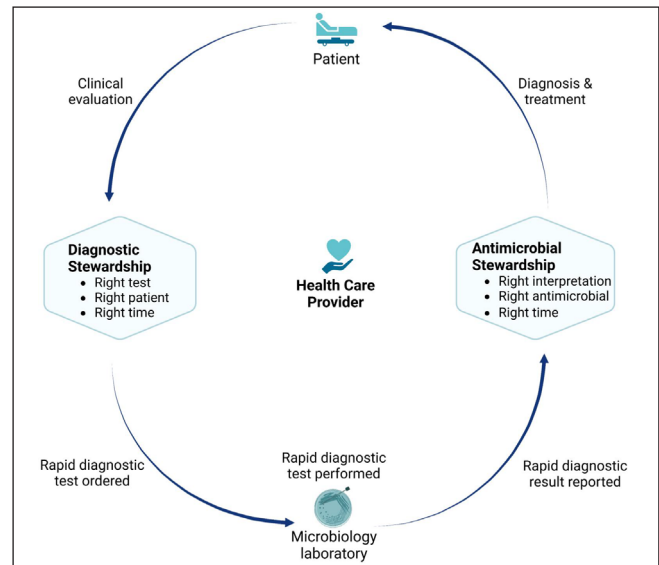 Patient
Clinical
evaluation
Diagnosis &
treatment
Diagnostic
Stewardship
• Right test
• Right patient
• Right time
Health Care
Provider
Antimicrobial
Stewardship
• Right interpretation
• Right antimicrobial
• Right time
Rapid diagnostic
test ordered
Rapid diagnostic
test performed
Microbiology
laboratory
Rapid diagnostic
result reported